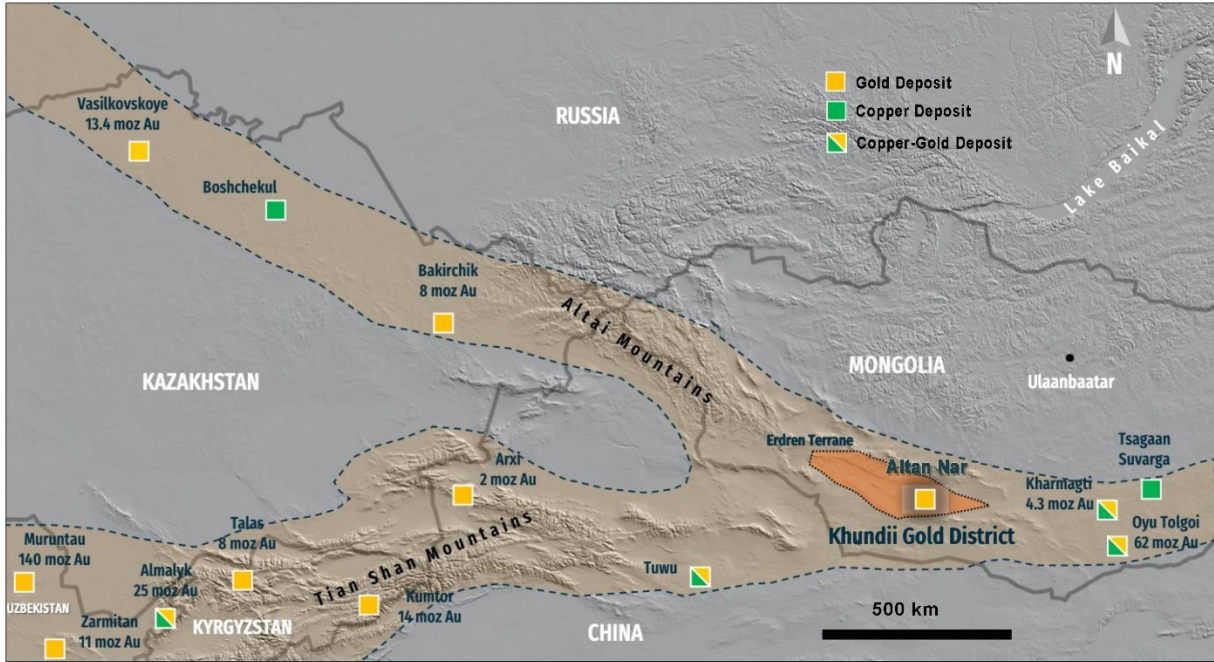 Vasilkovskoye
13.4 moz Au
Boshchekul
RUSSIA
Gold Deposit
Copper Deposit
Copper-Gold Deposit
N
Lake Baikal
Bakirchik
8 moz Au
Altai Mountains
KAZAKHSTAN
MONGOLIA
Ulaanbaatar
Erdren Terrane
Altan Nar
Khundii Gold District
Tsagaan
Suvarga
Kharmagti
4.3 moz Au
Oyu Tolgoi
62 moz Au
Arxi
2 moz Au
Talas
8 moz Au
Tian Shan Mountains
Muruntau
140 moz Au
Almalyk
25 moz Au
UZBEKISTAN
Zarmitan
11 moz Au
KYRGYZSTAN
Kumtor
14 moz Au
Tuwu
CHINA
500 km